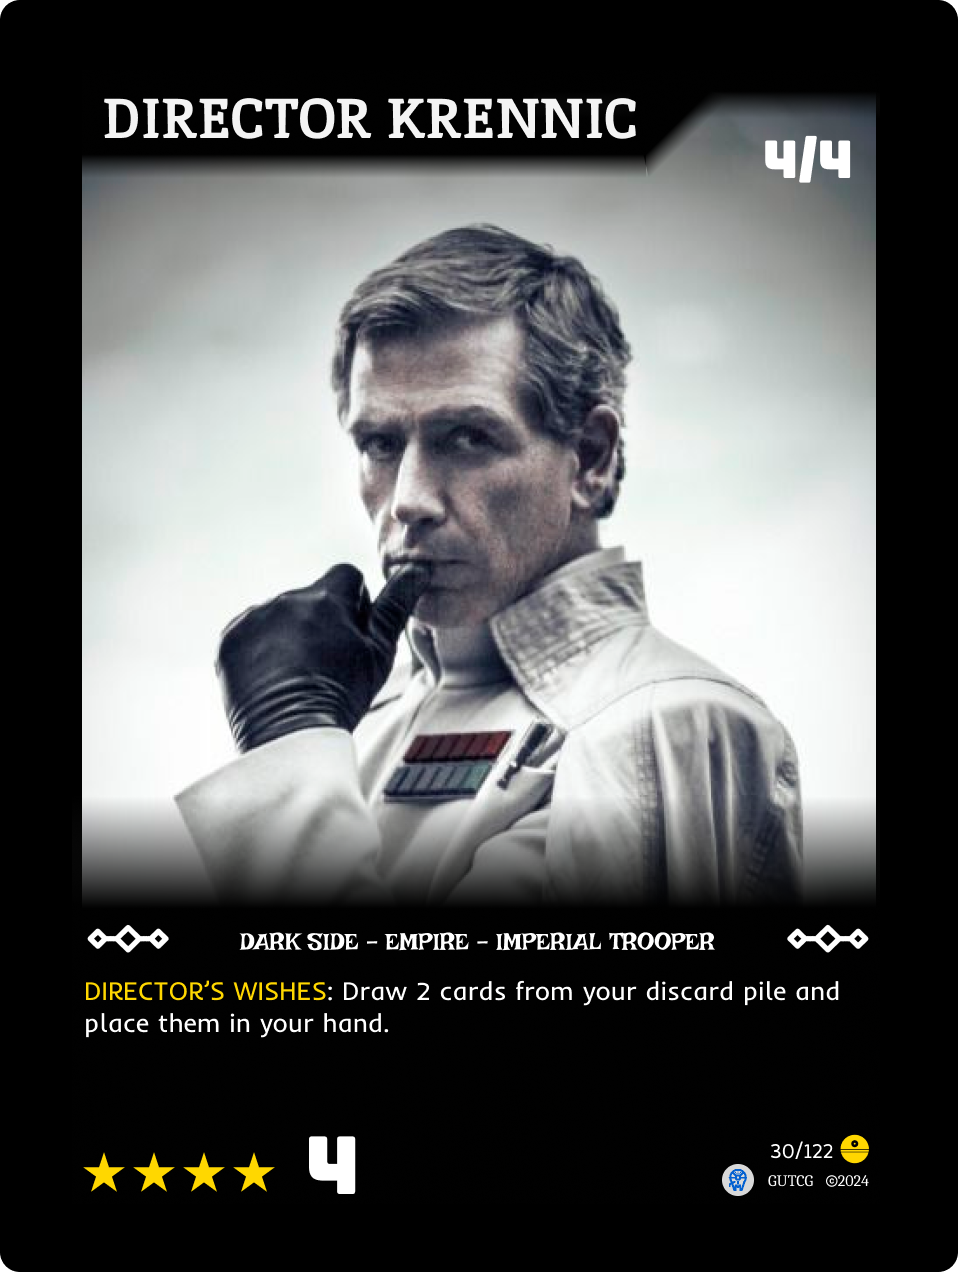 DIRECTOR KRENNIC
4/4
DARK SIDE – EMPIRE – IMPERIAL TROOPER
DIRECTOR'S WISHES: Draw 2 cards from your discard pile and
place them in your hand.
4
30/122
GUTCG ©2024